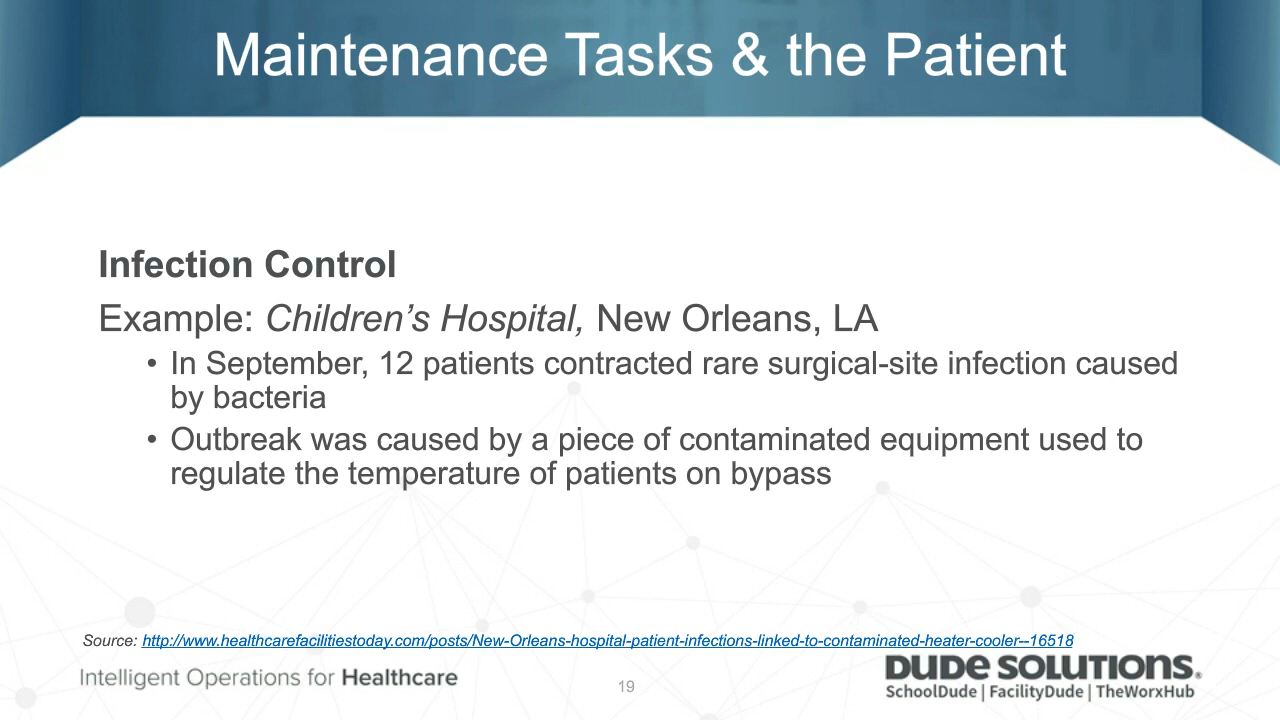 Maintenance Tasks & the Patient
Infection Control
Example: Children’s Hospital, New Orleans, LA
• In September, 12 patients contracted rare surgical-site infection caused
by bacteria
• Outbreak was caused by a piece of contaminated equipment used to
regulate the temperature of patients on bypass
Source: http://www.healthcarefacilitiestoday.com/posts/New-Orleans-hospital-patient-infections-linked-to-contaminated-heater-cooler--16518
Intelligent Operations for Healthcare
19
DUDE SOLUTIONS®
SchoolDude | FacilityDude | TheWorxHub